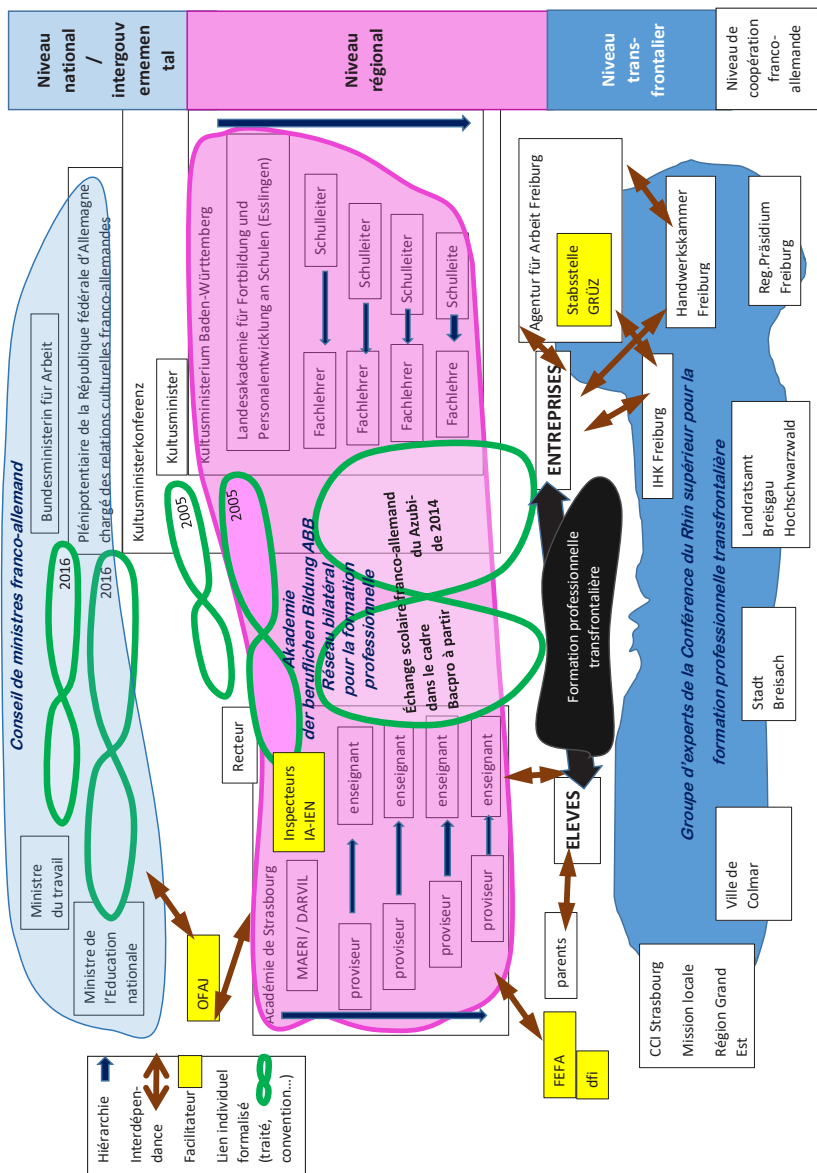 Niveau
national
/
intergouv
ernemen
tal
Niveau
régional
Niveau
trans-
frontalier
Niveau de
coopération
franco-
allemande
Conseil de ministres franco-allemand
Ministre
du travail
2016
Bundesministerin für Arbeit
Ministre de
l'Education
nationale
2016
Plénipotentiaire de la République fédérale d'Allemagne
chargé des relations culturelles franco-allemandes
Kultusministerkonferenz
OFAJ
Recteur
2005
Kultusminister
Académie de Strasbourg
MAERI / DARVIL
Inspecteurs
IA-IEN
2005
Akademie
der beruflichen Bildung ABB
Réseau bilatéral
pour la formation
professionnelle
Kultusministerium Baden-Württemberg
Landesakademie für Fortbildung und
Personalentwicklung an Schulen (Esslingen)
proviseur
enseignant
proviseur
enseignant
proviseur
enseignant
proviseur
enseignant
Échange scolaire franco-allemand
dans le cadre
du Azubi-
Bacpro à partir
de 2014
Fachlehrer
Schulleiter
Fachlehrer
Schulleiter
Fachlehrer
Schulleiter
Fachlehre
Schulleite
FEFA
dfi
parents
ELEVES
Formation professionnelle
transfrontalière
ENTREPRISES
Agentur für Arbeit Freiburg
Stabsstelle
GRÜZ
CCI Strasbourg
Mission locale
Région Grand
Est
IHK Freiburg
Handwerkskammer
Freiburg
Groupe d'experts de la Conférence du Rhin supérieur pour la
formation professionnelle transfrontalière
Ville de
Colmar
Stadt
Breisach
Landratsamt
Breisgau
Hochschwarzwald
Reg.Präsidium
Freiburg
Hiérarchie
Interdépen-
dance
Facilitateur
Lien individuel
formalisé
(traité,
convention...)